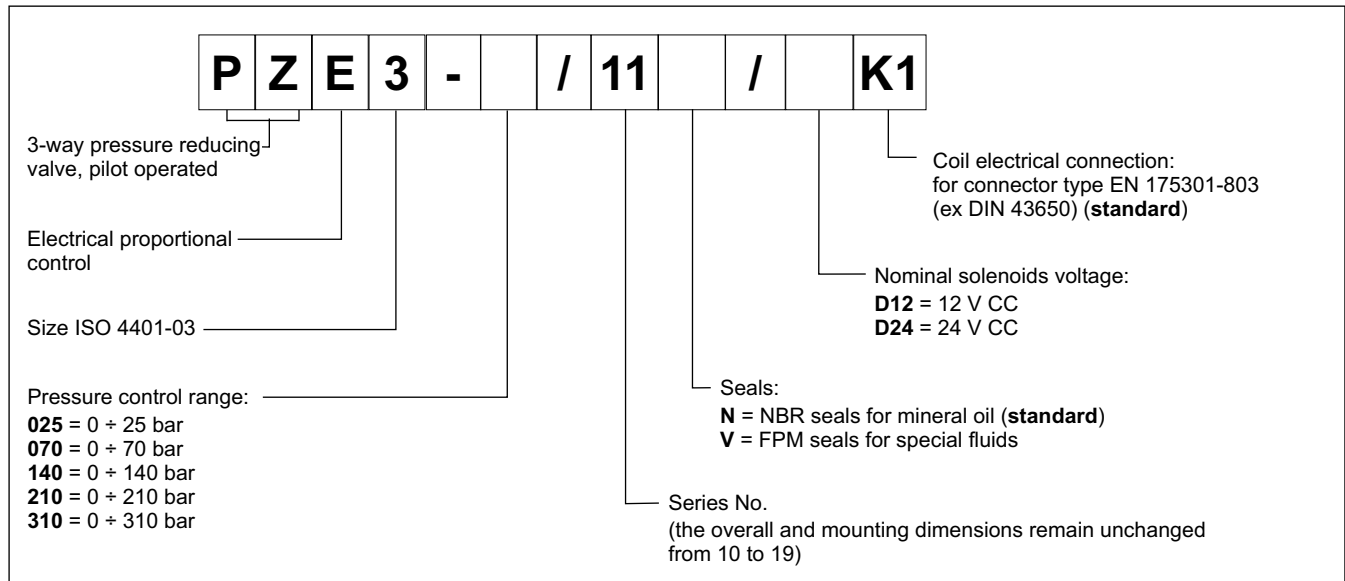 P Z E 3 - / 11 / K1
3-way pressure reducing
valve, pilot operated
Electrical proportional
control
Size ISO 4401-03
Pressure control range:
025 = 0 ÷ 25 bar
070 = 0 ÷ 70 bar
140 = 0 ÷ 140 bar
210 = 0 ÷ 210 bar
310 = 0 ÷ 310 bar
Coil electrical connection:
for connector type EN 175301-803
(ex DIN 43650) (standard)
Nominal solenoids voltage:
D12 = 12 V CC
D24 = 24 V CC
Seals:
N = NBR seals for mineral oil (standard)
V = FPM seals for special fluids
Series No.
(the overall and mounting dimensions remain unchanged
from 10 to 19)